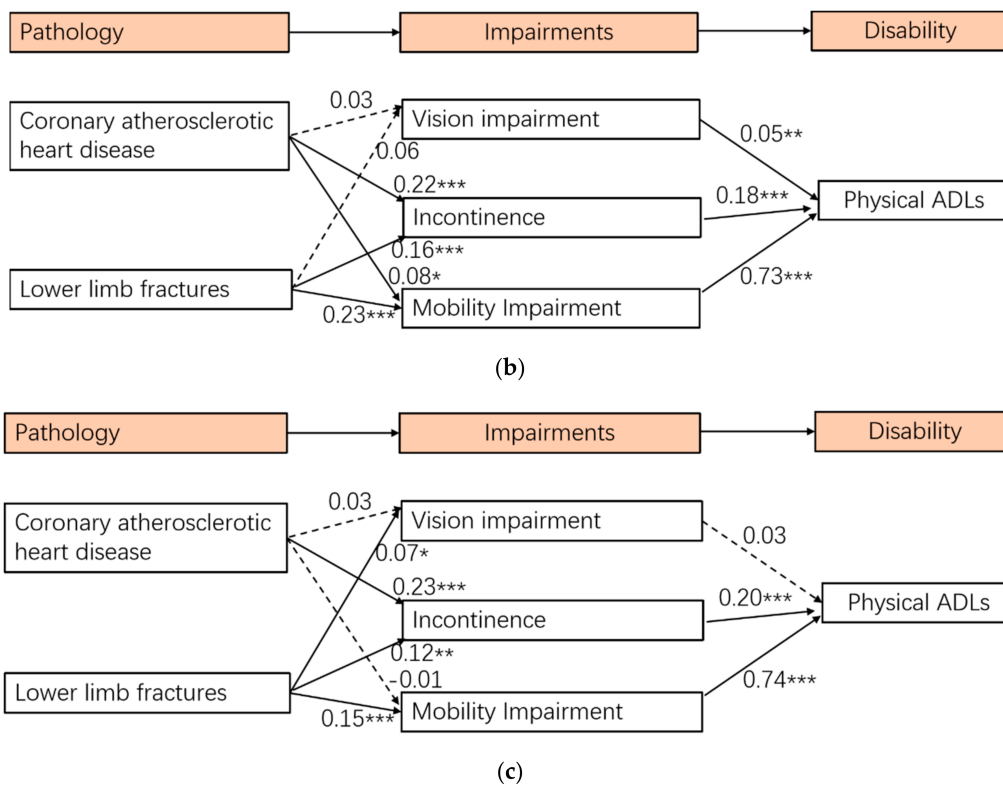 Pathology
Impairments
Disability
0.03
Coronary atherosclerotic
heart disease
Vision impairment
0.05**
0.06
0.22***
0.18***
Physical ADLs
Incontinence
0.16***
0.08*
0.73***
Lower limb fractures
Mobility Impairment
0.23***
(b)
Pathology
Impairments
Disability
0.03
Coronary atherosclerotic
heart disease
Vision impairment
0.03
0.07*
0.23***
0.20***
Physical ADLs
Incontinence
0.12**
-0.01
0.74***
Lower limb fractures
Mobility Impairment
0.15***
(c)